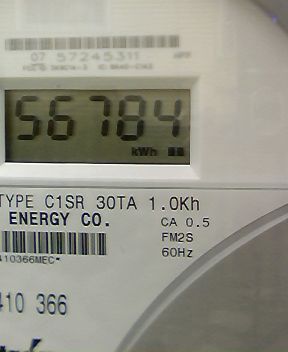 07 57245311
56784
kWh
TYPE C1SR 30TA 1.0Kh
ENERGY CO.
CA 0.5
FM2S
60Hz
410366MEC*
410 366